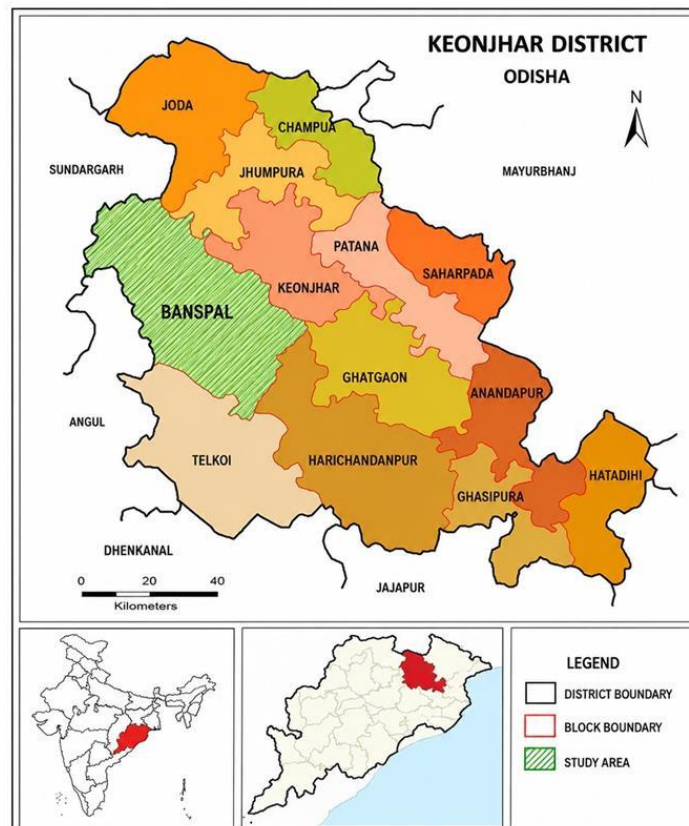 KEONJHAR DISTRICT
ODISHA
N
JODA
CHAMPUA
SUNDARGARH
JHUMPURA
MAYURBHANJ
PATANA
SAHARPADA
KEONJHAR
BANSPAL
GHATGAON
ANANDAPUR
ANGUL
TELKOI
HARICHANDANPUR
GHASIPURA
HATADIHI
DHENKANAL
JAJAPUR
0 20 40
Kilometers
LEGEND
DISTRICT BOUNDARY
BLOCK BOUNDARY
STUDY AREA